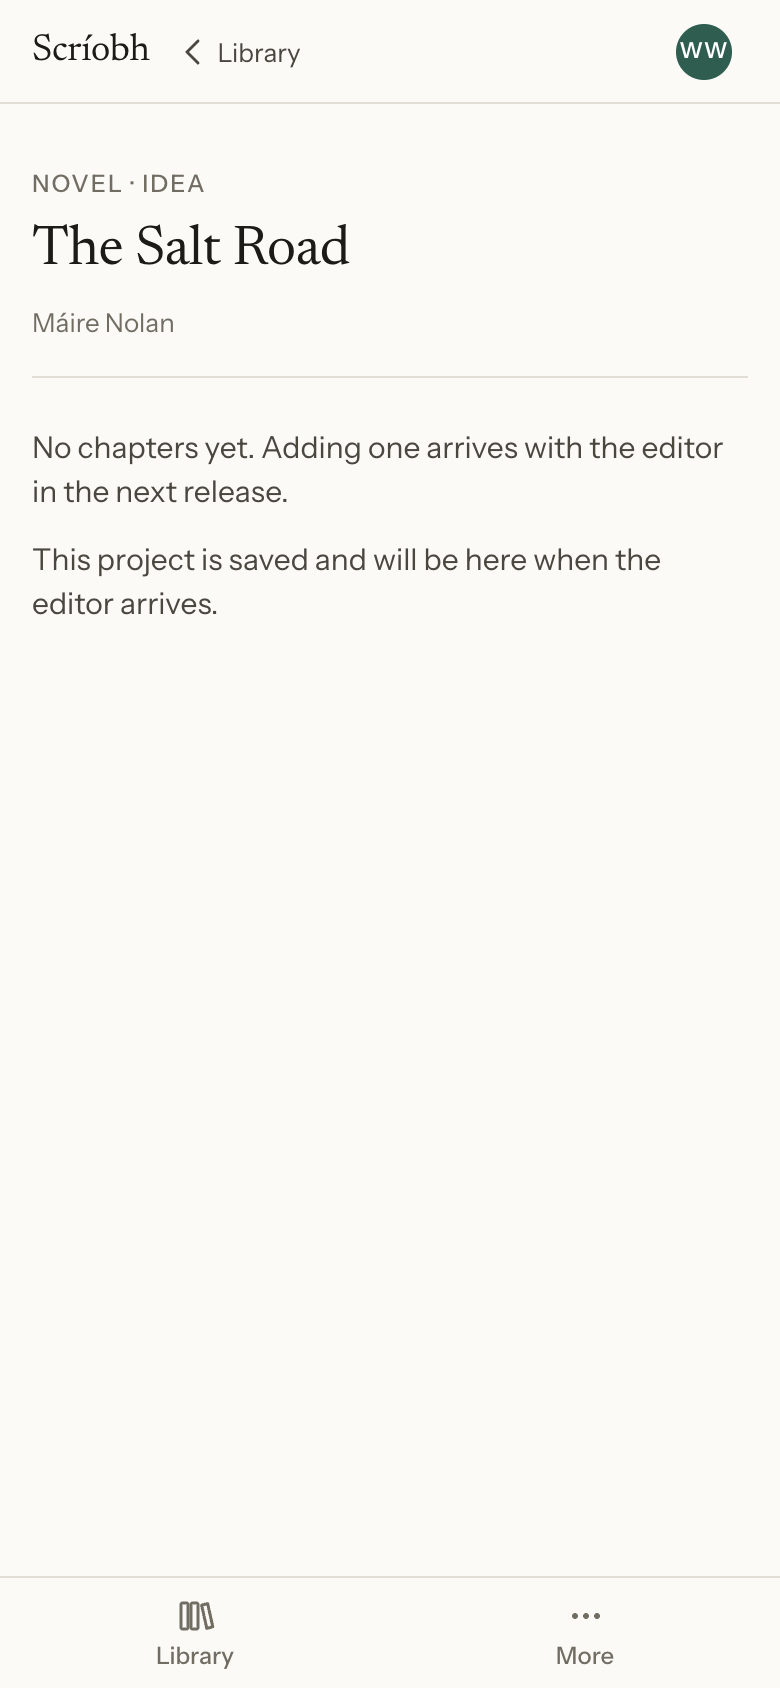 Scríobh
Library
WW
NOVEL · IDEA
The Salt Road
Máire Nolan
No chapters yet. Adding one arrives with the editor
in the next release.
This project is saved and will be here when the
editor arrives.
Library
More